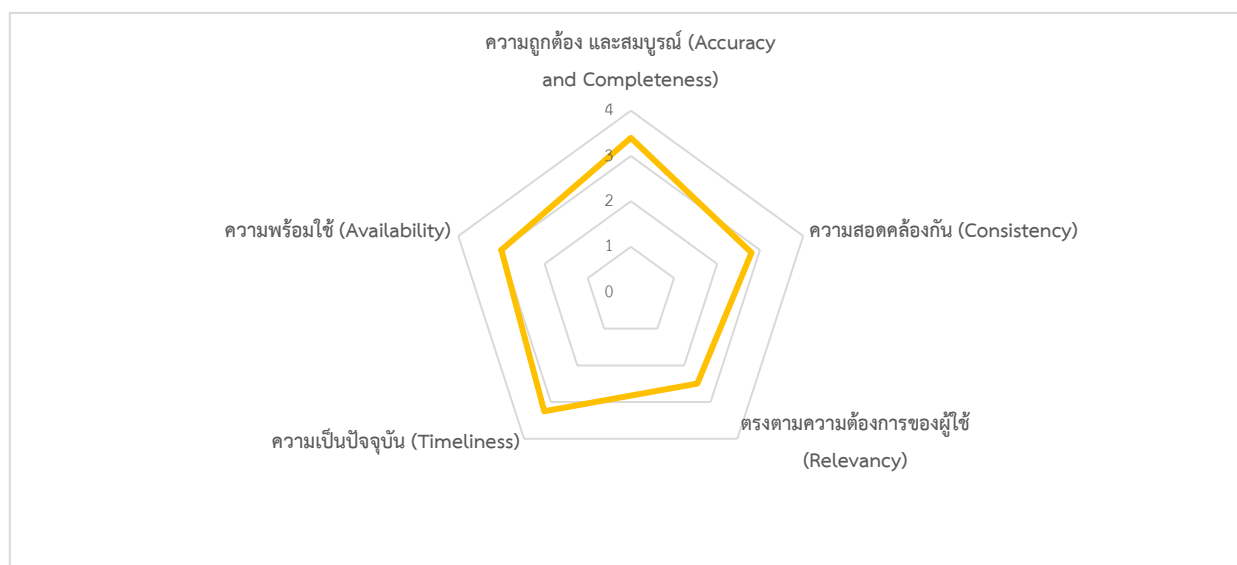 ความถูกต้อง และสมบูรณ์ (Accuracy
and Completeness)
4
3
2
1
0
ความพร้อมใช้ (Availability)
ความสอดคล้องกัน (Consistency)
ความเป็นปัจจุบัน (Timeliness)
ตรงตามความต้องการของผู้ใช้
(Relevancy)